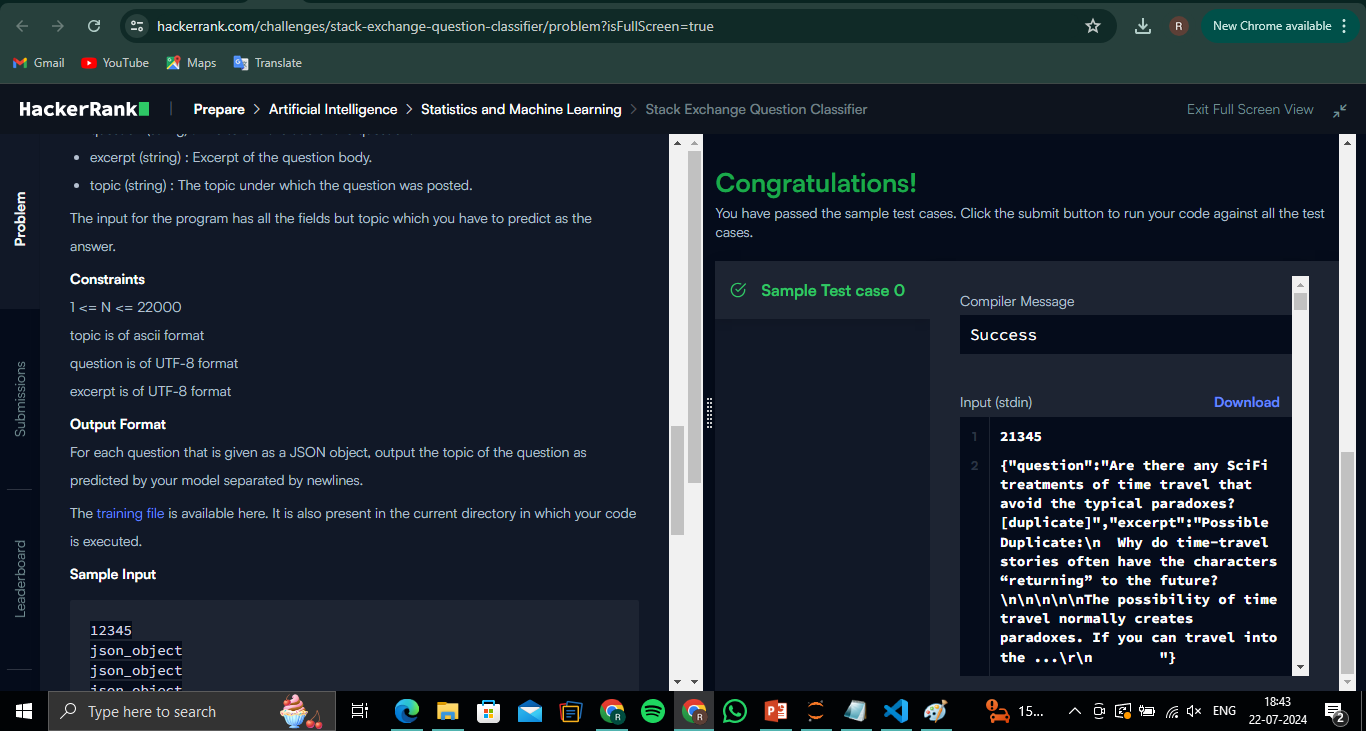 hackerrank.com/challenges/stack-exchange-question-classifier/problem?isFullScreen=true
R
New Chrome available
Gmail
YouTube
Maps
Translate
HackerRank
Prepare > Artificial Intelligence > Statistics and Machine Learning > Stack Exchange Question Classifier
Exit Full Screen View
Problem
Submissions
Leaderboard
• excerpt (string) : Excerpt of the question body.
• topic (string) : The topic under which the question was posted.
The input for the program has all the fields but topic which you have to predict as the
answer.
Constraints
1 <= N <= 22000
topic is of ascii format
question is of UTF-8 format
excerpt is of UTF-8 format
Output Format
For each question that is given as a JSON object, output the topic of the question as
predicted by your model separated by newlines.
The training file is available here. It is also present in the current directory in which your code
is executed.
Sample Input
12345
json_object
json_object
json_object
Congratulations!
You have passed the sample test cases. Click the submit button to run your code against all the test
cases.
Sample Test case 0
Compiler Message
Success
Input (stdin)
Download
1 21345
2 {"question":"Are there any SciFi
treatments of time travel that
avoid the typical paradoxes?
[duplicate]","excerpt":"Possible
Duplicate:\n  Why do time-travel
stories often have the characters
“returning” to the future?
\n\n\n\n\nThe possibility of time
travel normally creates
paradoxes. If you can travel into
the ...\r\n        "}
Type here to search
15...
ENG
18:43
22-07-2024
2